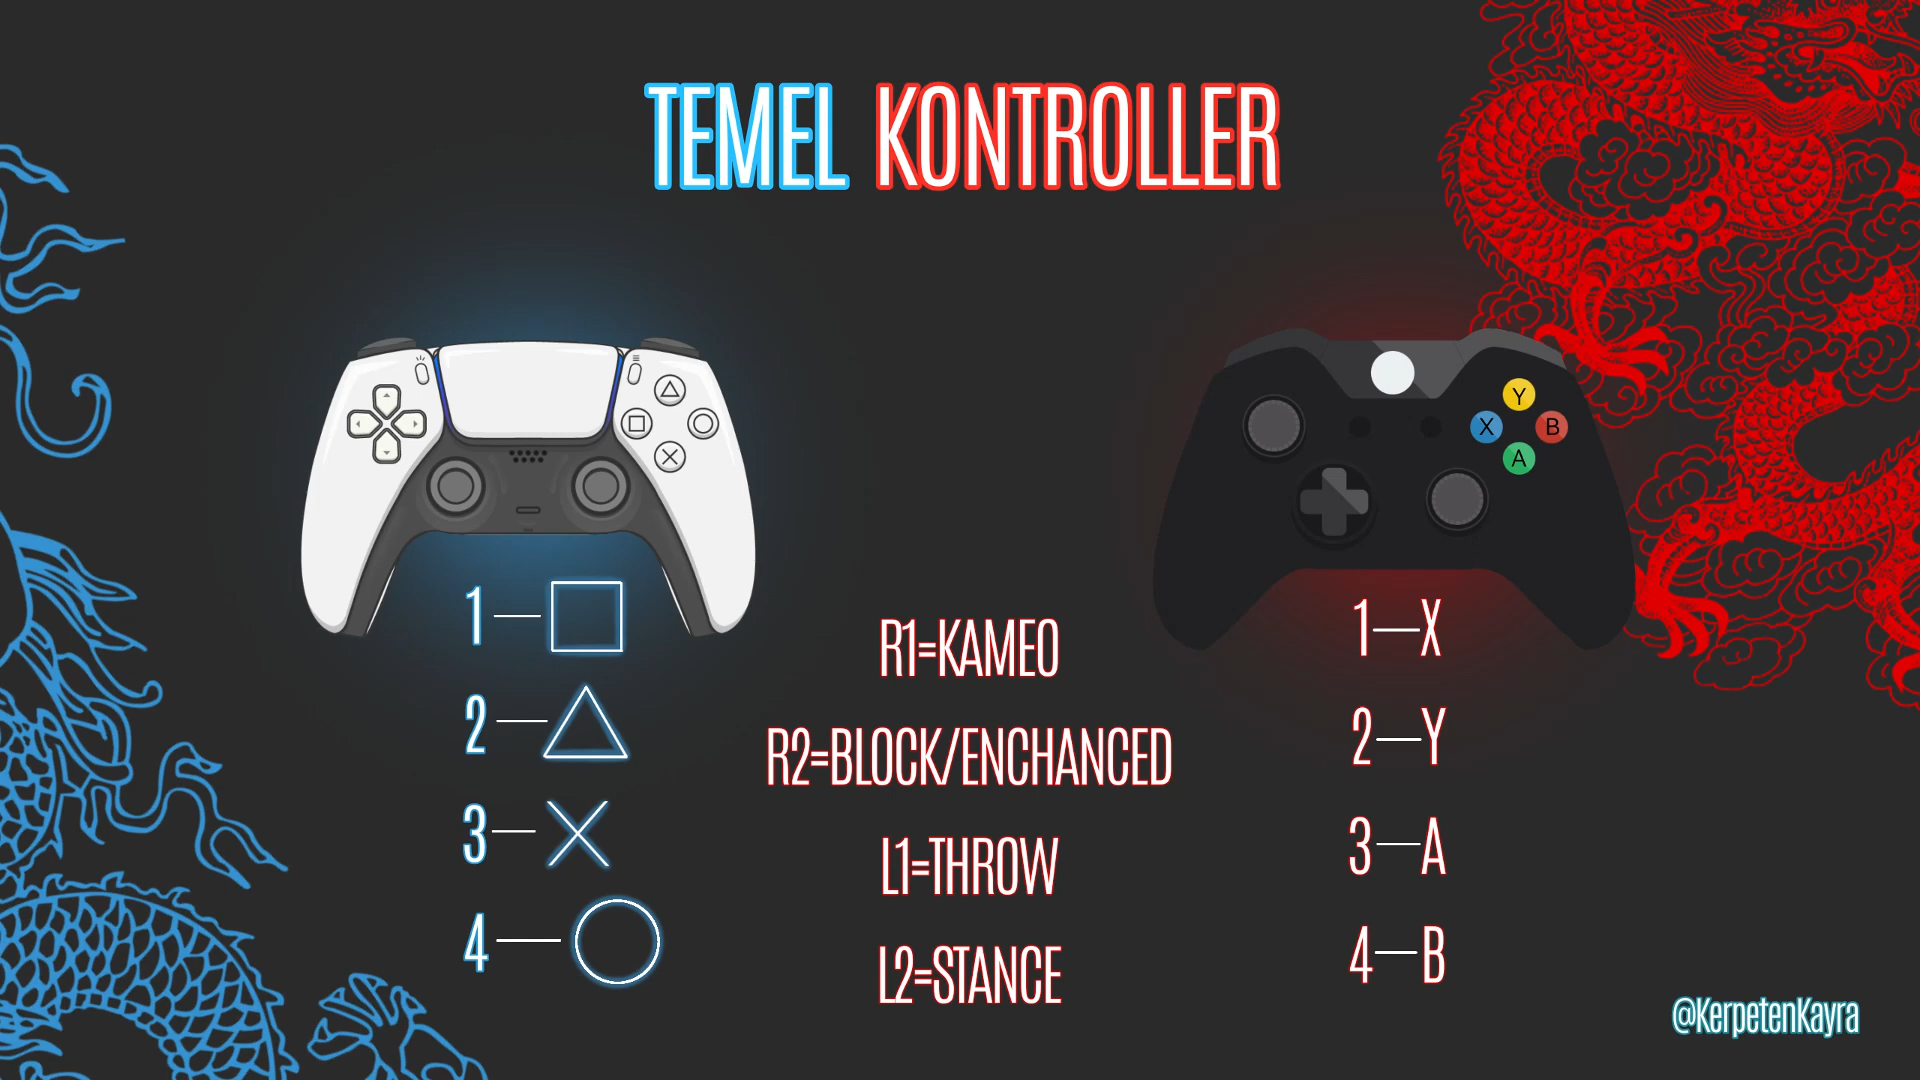 TEMEL KONTROLLER
Y
X B
A
1—□
2—△
3—✕
4—○
R1=KAMEO
R2=BLOCK/ENCHANCED
L1=THROW
L2=STANCE
1—X
2—Y
3—A
4—B
@KerpetenKayra